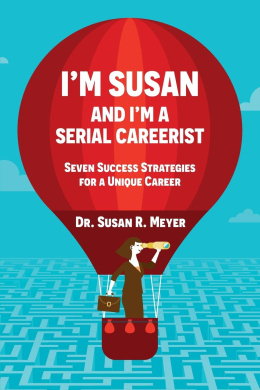 I'M SUSAN
AND I'M A
SERIAL CAREERIST
SEVEN SUCCESS STRATEGIES
FOR A UNIQUE CAREER
DR. SUSAN R. MEYER